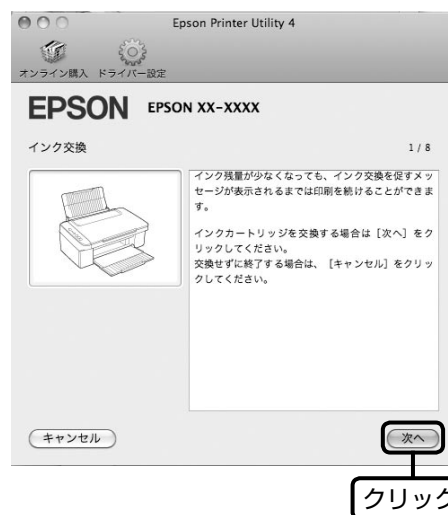 Epson Printer Utility 4
オンライン購入 ドライバー設定
EPSON EPSON XX-XXXX
インク交換 1 / 8
インク残量が少なくなっても、インク交換を促すメッ
セージが表示されるまでは印刷を続けることができま
す。
インクカートリッジを交換する場合は［次へ］をク
リックしてください。
交換せずに終了する場合は、［キャンセル］をクリッ
クしてください。
キャンセル 次へ
クリック